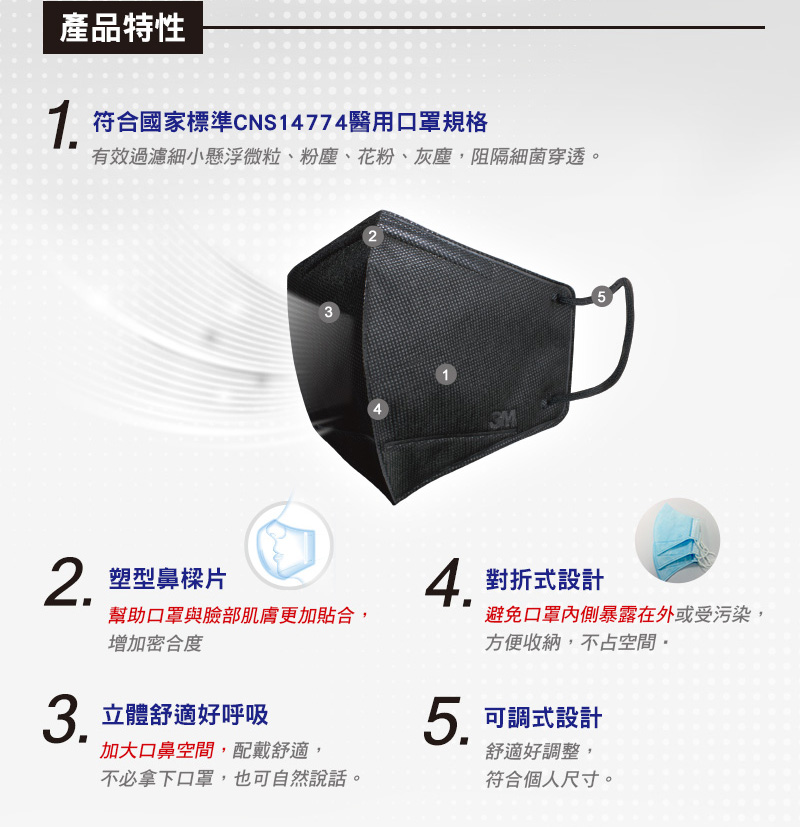 產品特性
1. 符合國家標準CNS14774醫用口罩規格
有效過濾細小懸浮微粒、粉塵、花粉、灰塵，阻隔細菌穿透。
2
5
3
1
4
3M
2. 塑型鼻樑片
幫助口罩與臉部肌膚更加貼合，
增加密合度
4. 對折式設計
避免口罩內側暴露在外或受污染，
方便收納，不占空間．
3. 立體舒適好呼吸
加大口鼻空間，配戴舒適，
不必拿下口罩，也可自然說話。
5. 可調式設計
舒適好調整，
符合個人尺寸。